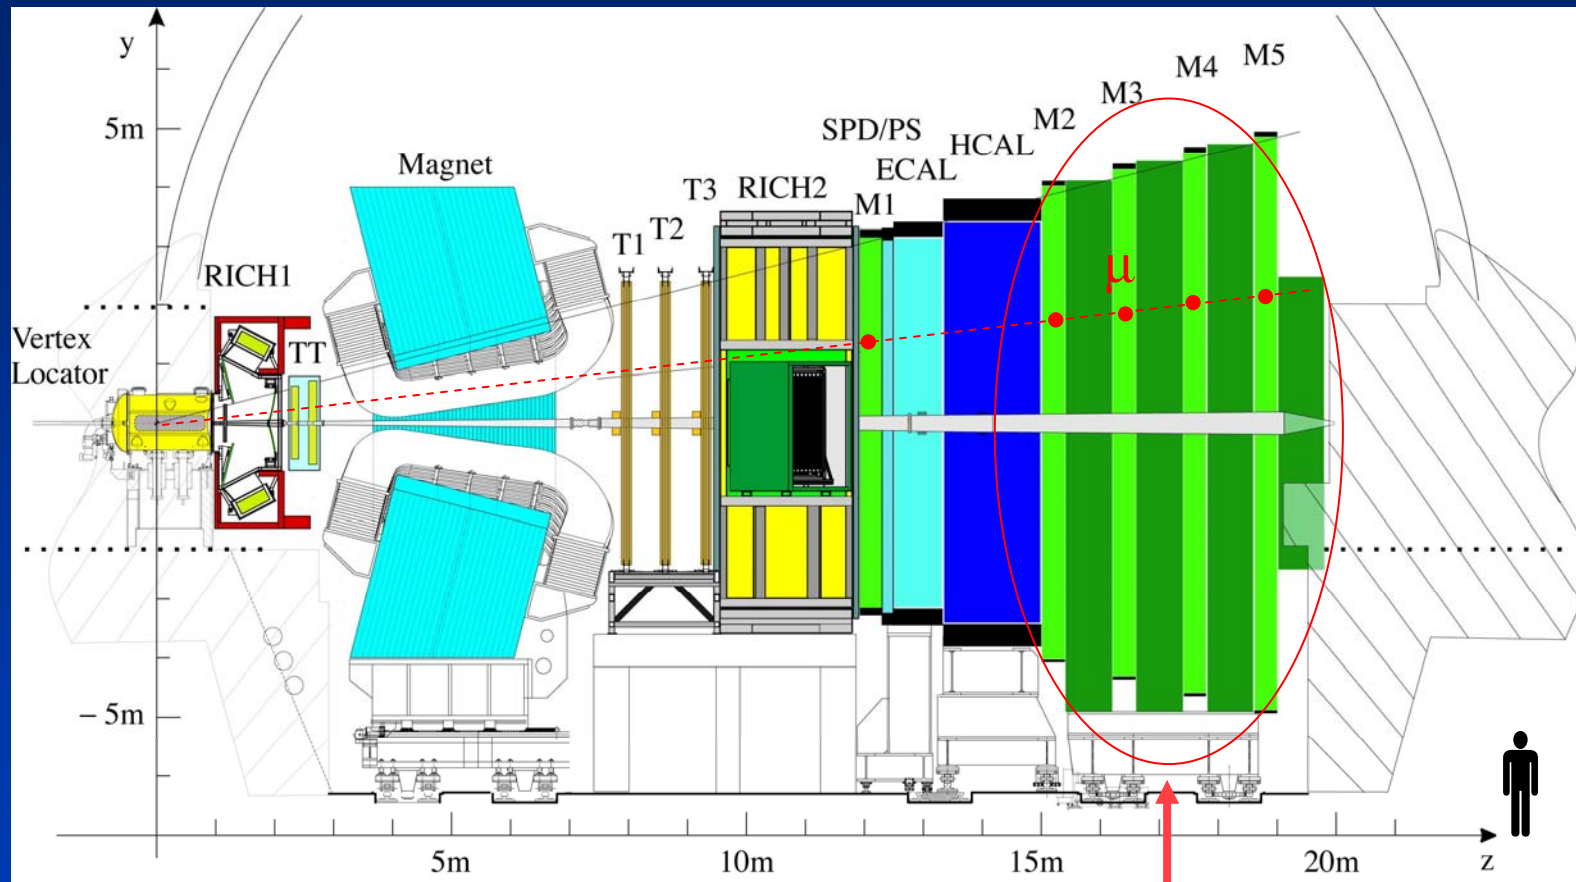 y
5m
Magnet
RICH1
Vertex
Locator
TT
T1
T2
T3
RICH2
SPD/PS
M1
ECAL
HCAL
M2
M3
M4
M5
μ
– 5m
5m
10m
15m
20m
z